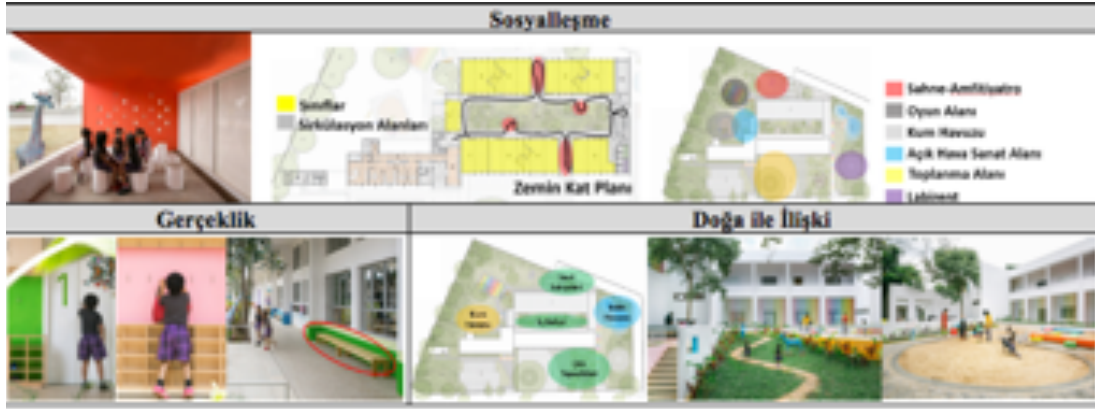 Sosyalleşme
Sınıflar
Sirkülasyon Alanları
Zemin Kat Planı
Sahne-Amfitiyatro
Oyun Alanı
Kum Havuzu
Açık Hava Sanat Alanı
Toplanma Alanı
Labirent
Gerçeklik
Doğa ile İlişki
1